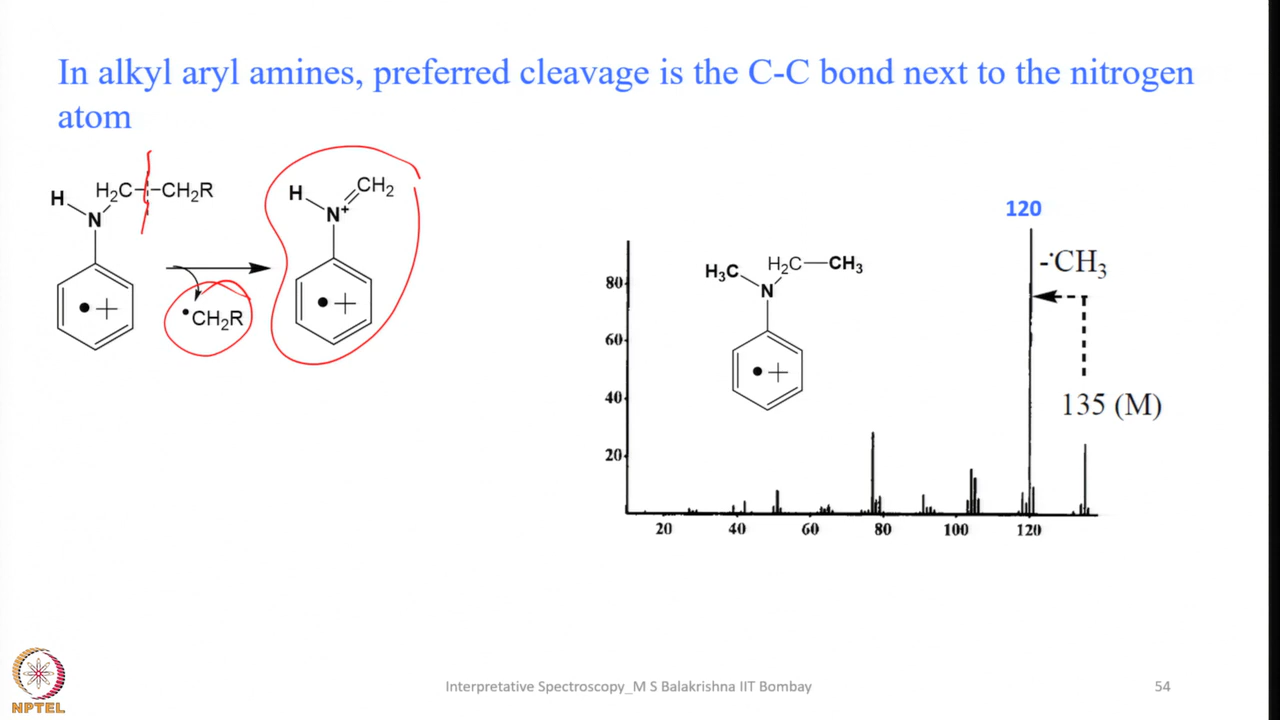 In alkyl aryl amines, preferred cleavage is the C-C bond next to the nitrogen
atom
H₂C CH₂R
H
N
•+
•CH₂R
H CH₂
N⁺
•+
120
-•CH₃
135 (M)
H₃C H₂C—CH₃
N
•+
80
60
40
20
20 40 60 80 100 120
NPTEL
Interpretative Spectroscopy_M S Balakrishna IIT Bombay
54